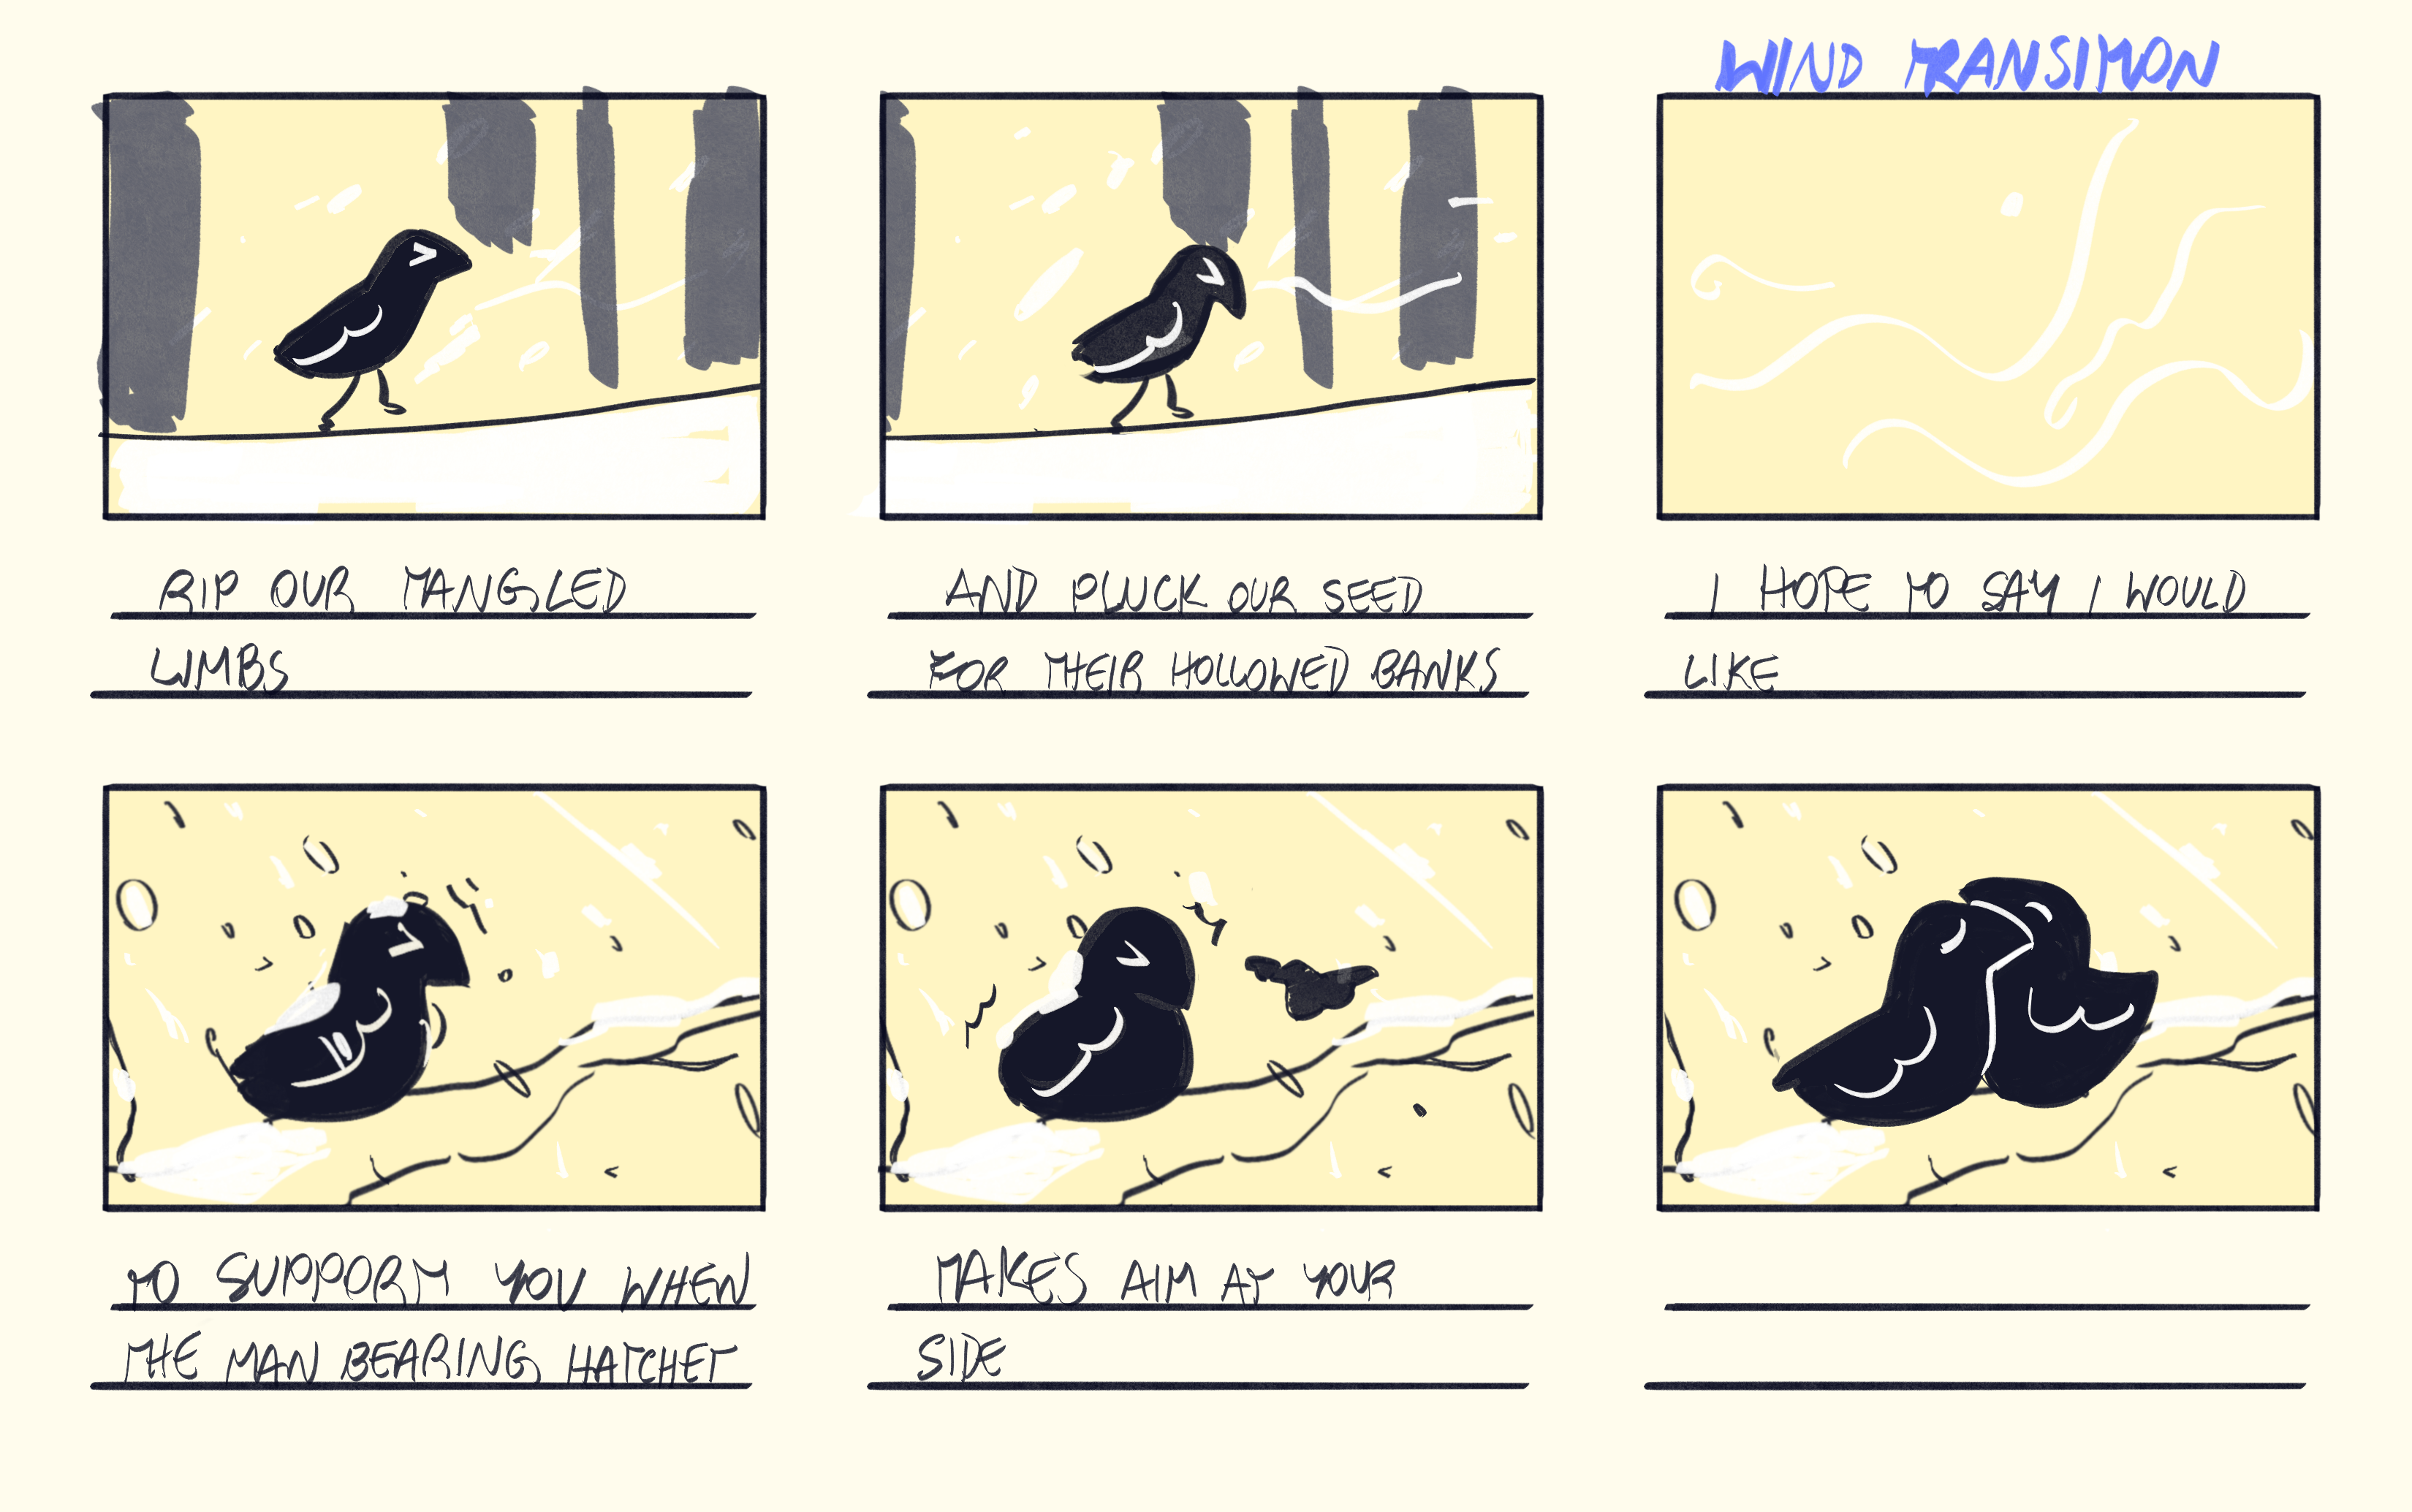 WIND TRANSITION
RIP OUR TANGLED
LIMBS
AND PLUCK OUR SEED
FOR THEIR HOLLOWED BANKS
I HOPE TO SAY I WOULD
LIKE
TO SUPPORT YOU WHEN
THE MAN BEARING HATCHET
TAKES AIM AT YOUR
SIDE